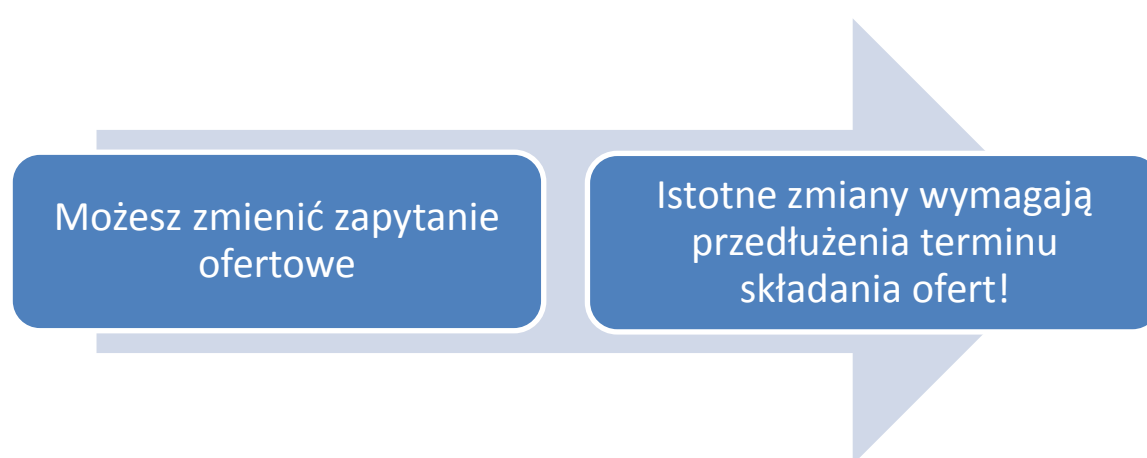 Możesz zmienić zapytanie
ofertowe
Istotne zmiany wymagają
przedłużenia terminu
składania ofert!